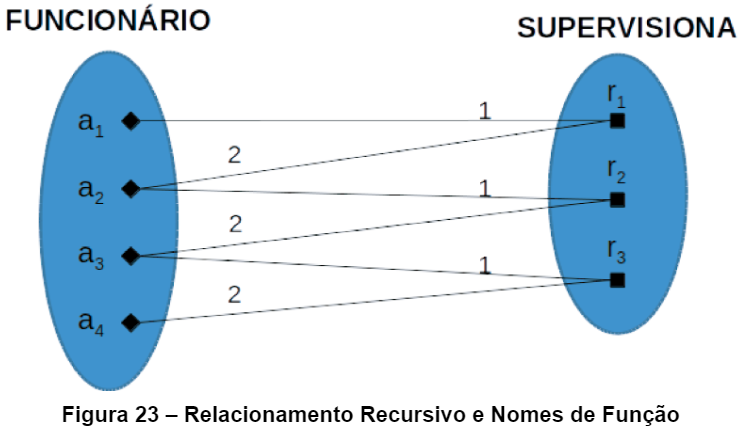 FUNCIONÁRIO
SUPERVISIONA
a1
1
r1
2
a2
1
r2
2
a3
1
r3
2
a4
Figura 23 – Relacionamento Recursivo e Nomes de Função